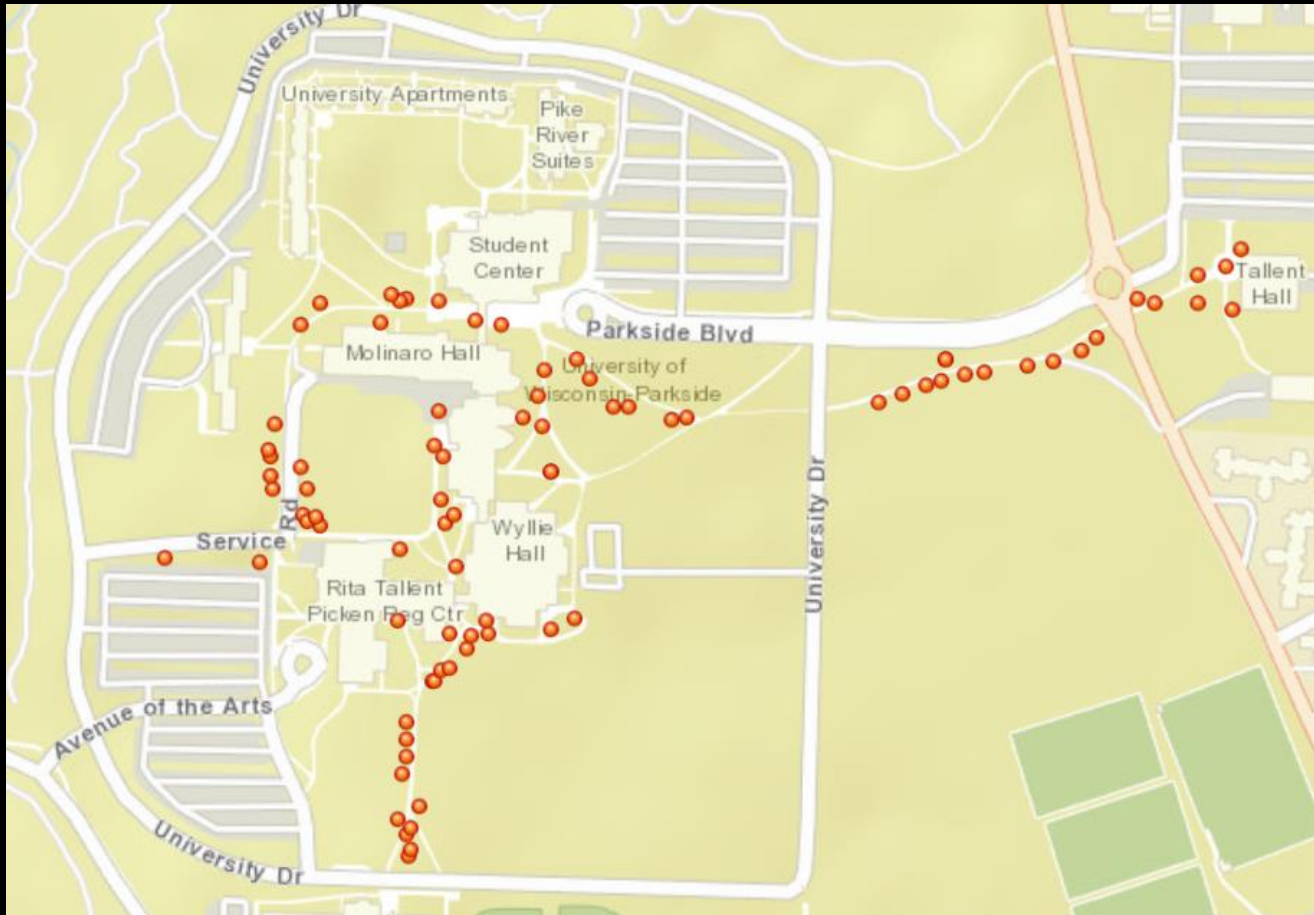 University Dr
University Apartments
Pike
River
Suites
Student
Center
Tallent
Hall
Parkside Blvd
Molinaro Hall
University of
Wisconsin-Parkside
University Dr
Service
Rd
Wyllie
Hall
Rita Tallent
Picken Reg Ctr
Avenue of the Arts
University Dr